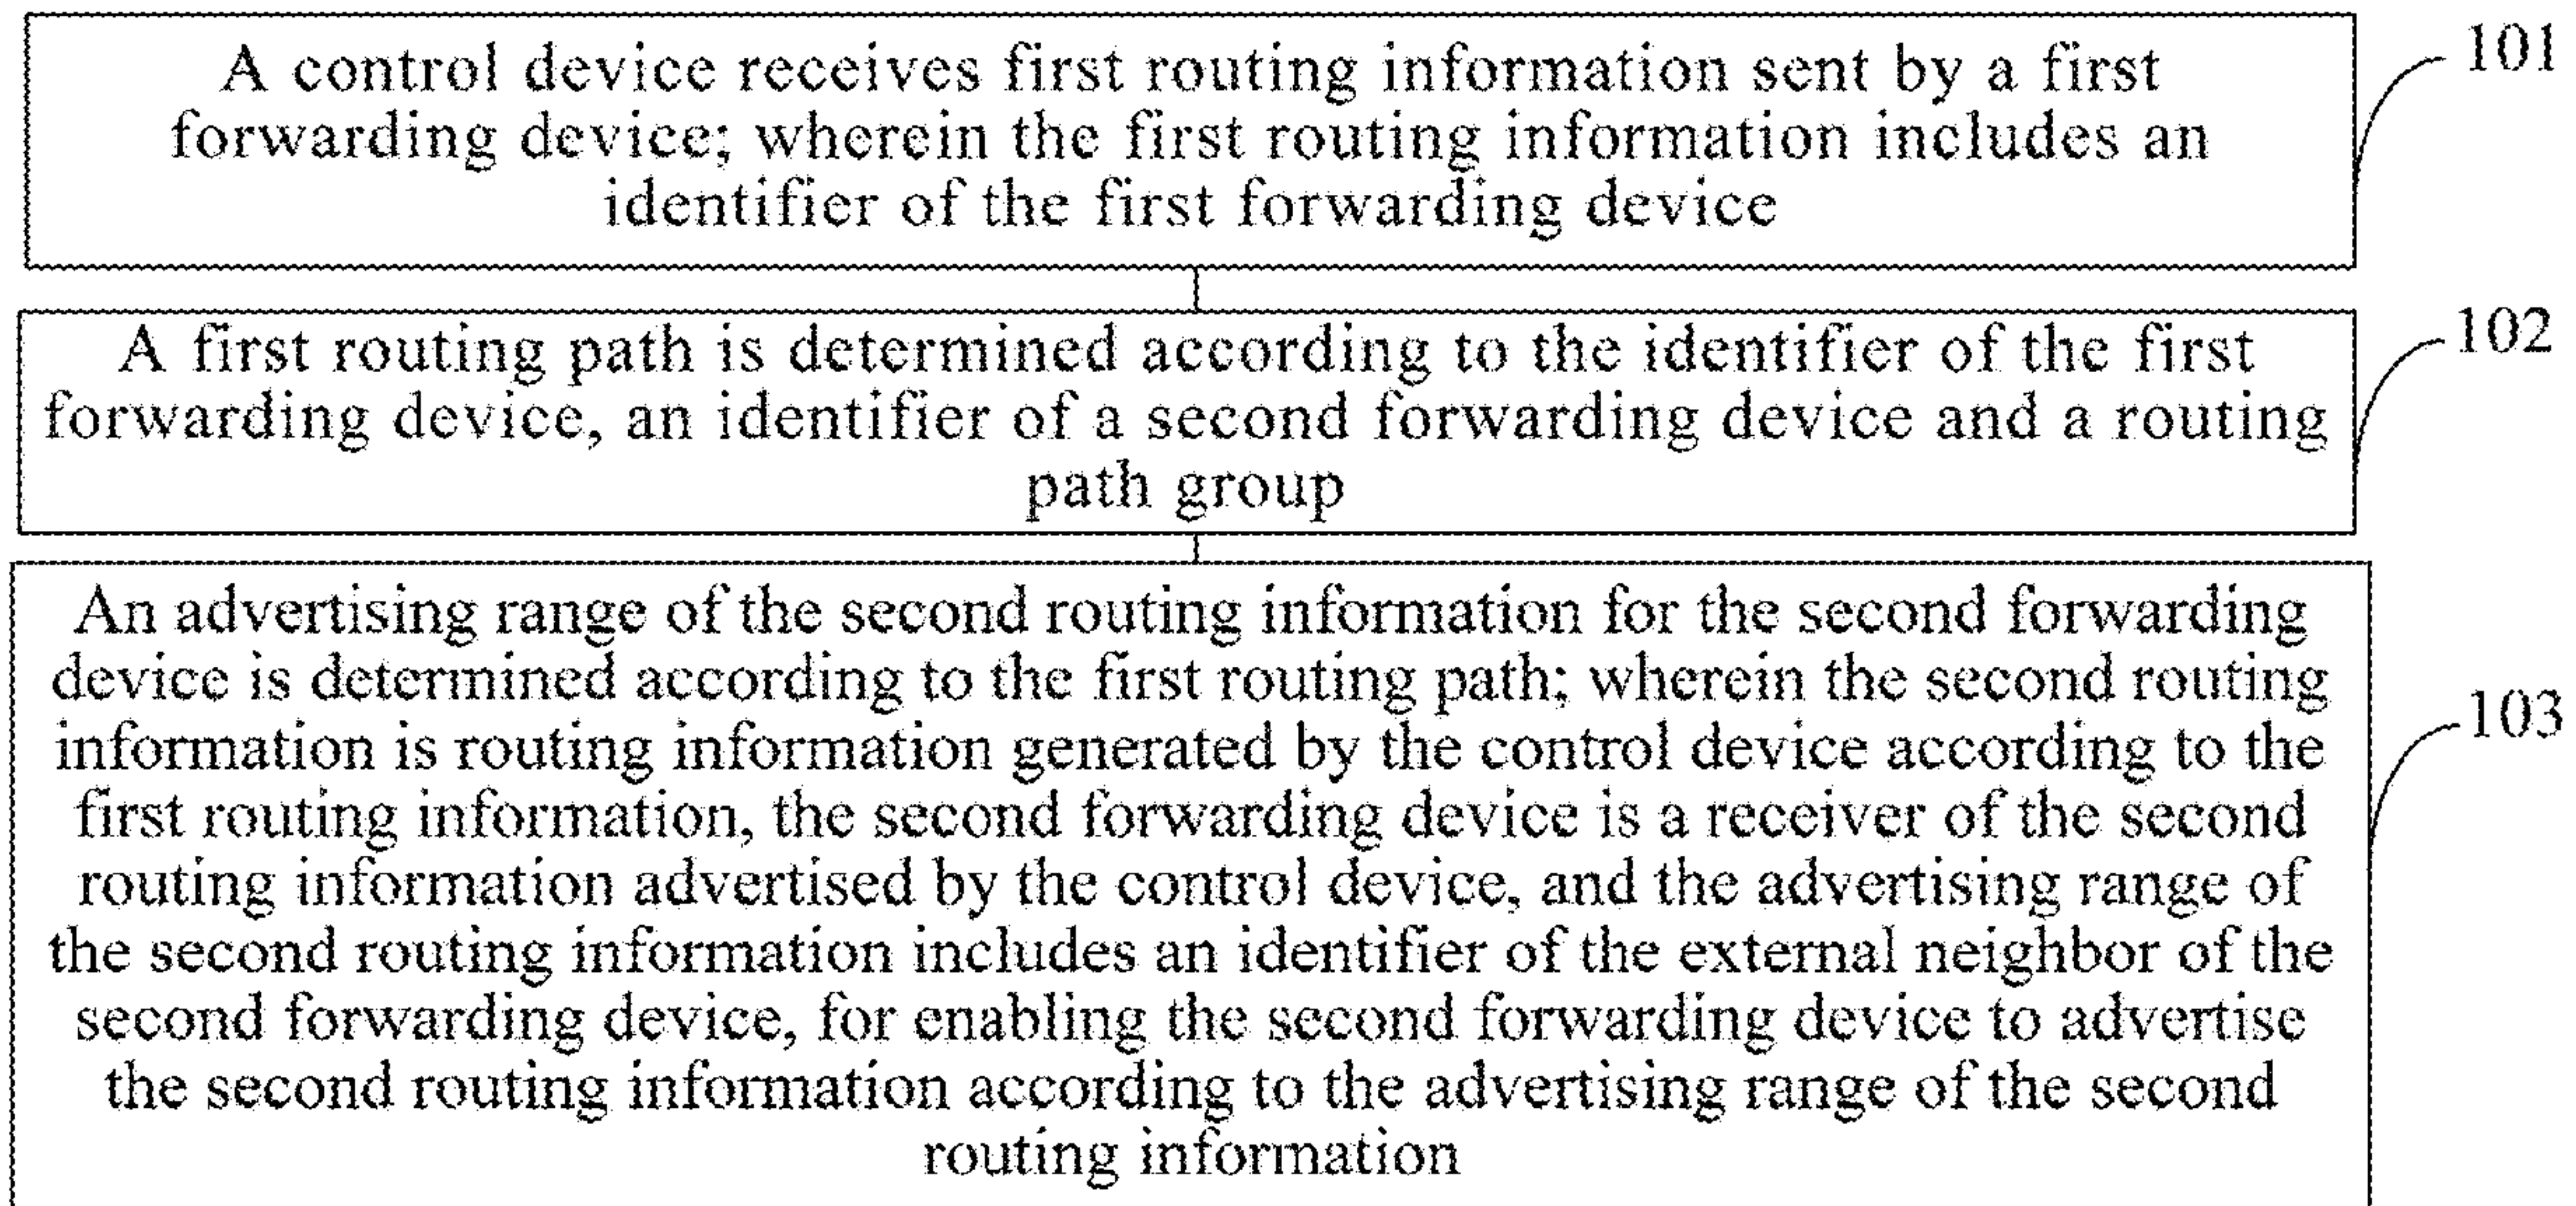 A control device receives first routing information sent by a first
forwarding device; wherein the first routing information includes an
identifier of the first forwarding device
101
A first routing path is determined according to the identifier of the first
forwarding device, an identifier of a second forwarding device and a routing
path group
102
An advertising range of the second routing information for the second forwarding
device is determined according to the first routing path; wherein the second routing
information is routing information generated by the control device according to the
first routing information, the second forwarding device is a receiver of the second
routing information advertised by the control device, and the advertising range of
the second routing information includes an identifier of the external neighbor of the
second forwarding device, for enabling the second forwarding device to advertise
the second routing information according to the advertising range of the second
routing information
103